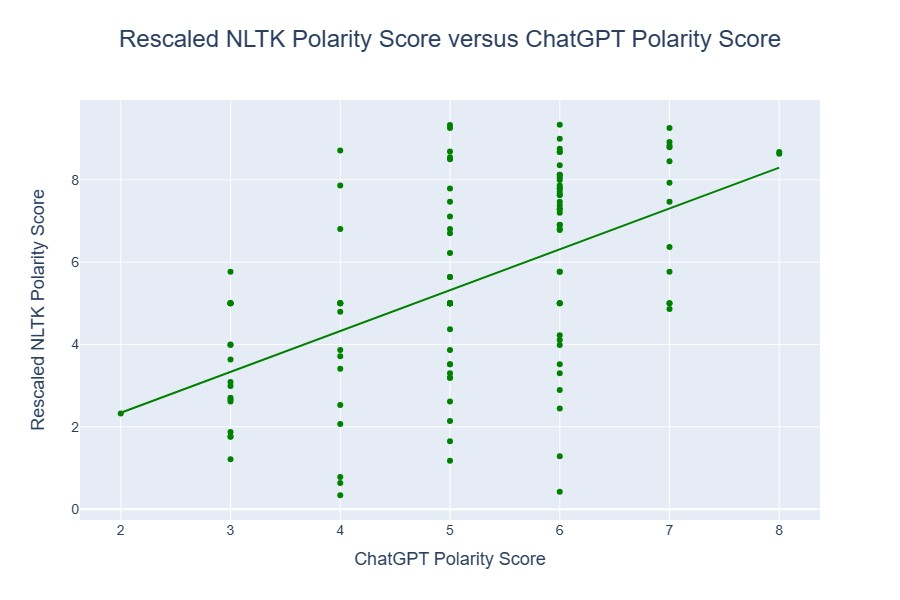 Rescaled NLTK Polarity Score versus ChatGPT Polarity Score
Rescaled NLTK Polarity Score
8
6
4
2
0
2 3 4 5 6 7 8
ChatGPT Polarity Score